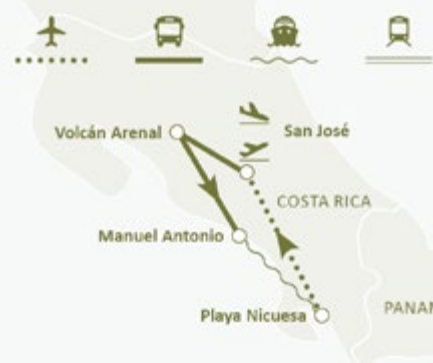 Volcán Arenal
San José
COSTA RICA
Manuel Antonio
Playa Nicuesa